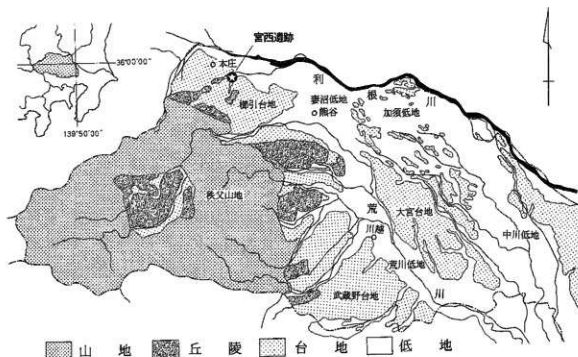 宮西遺跡
36°00′00″
本庄
利
根
川
櫛引台地
妻沼低地
加須低地
熊谷
139°50′00″
秩父山地
荒
大宮台地
川越
中川低地
荒川低地
川
武蔵野台地
山地 丘陵 台地 低地